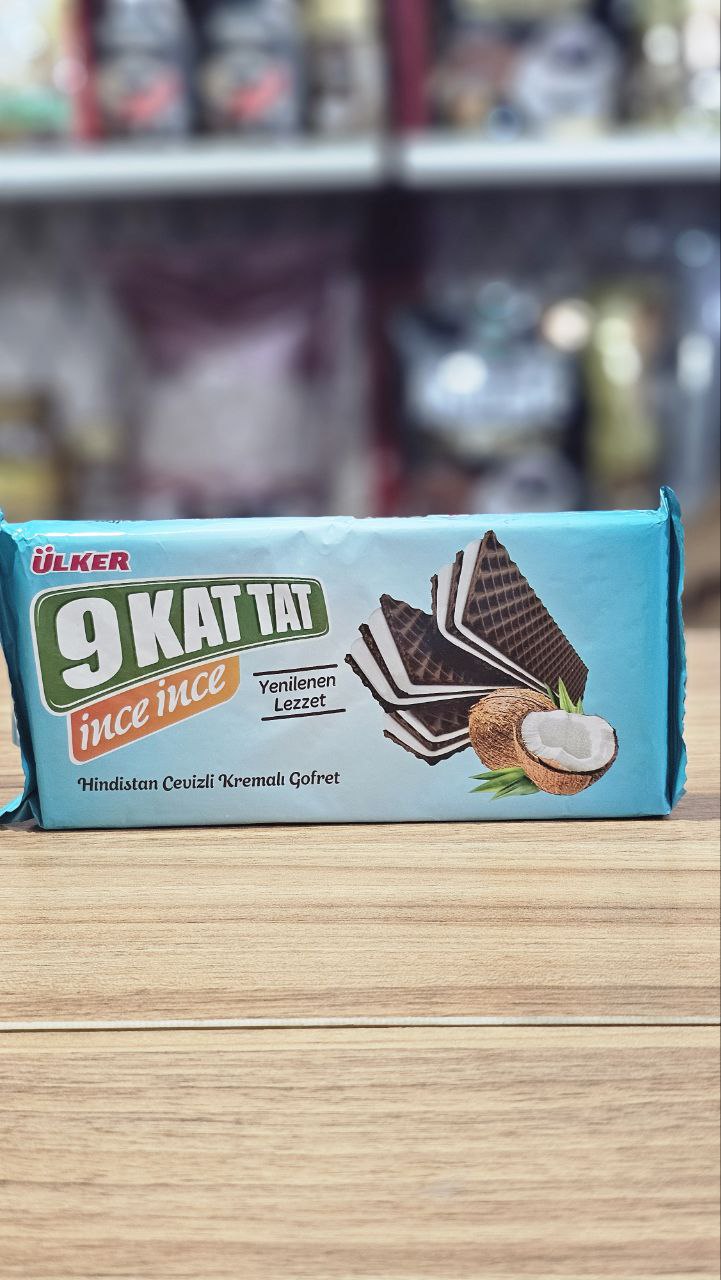 ÜLKER
9 KAT TAT
ince ince
Yenilenen
Lezzet
Hindistan Cevizli Kremalı Gofret